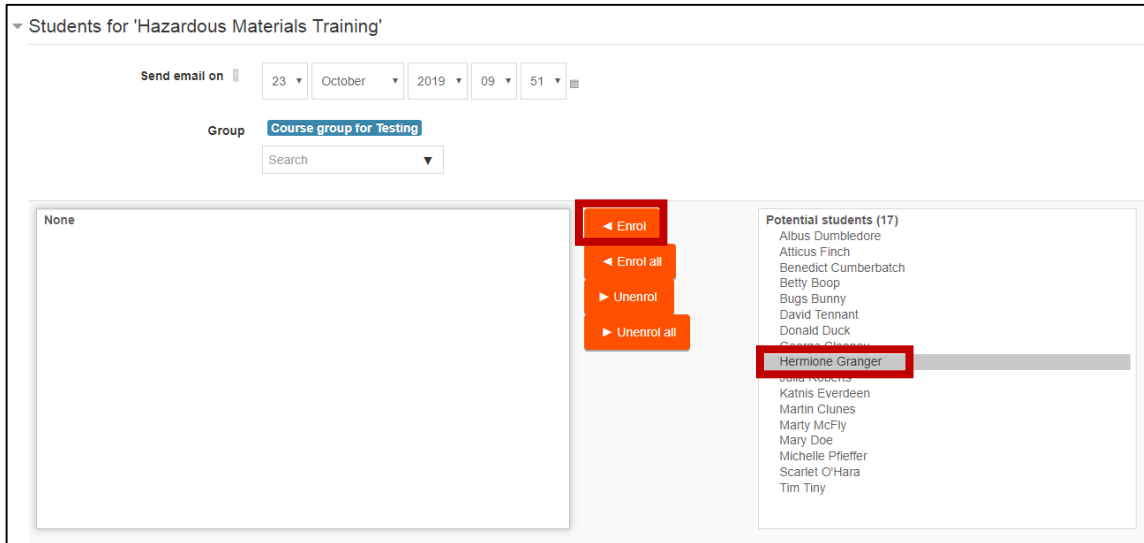 Students for 'Hazardous Materials Training'
Send email on
23 October 2019 09 51
Group
Course group for Testing
Search
None
Enrol
Enrol all
Unenrol
Unenrol all
Potential students (17)
Albus Dumbledore
Atticus Finch
Benedict Cumberbatch
Betty Boop
Bugs Bunny
David Tennant
Donald Duck
George Clooney
Hermione Granger
Julia Roberts
Katnis Everdeen
Martin Clunes
Marty McFly
Mary Doe
Michelle Pfieffer
Scarlet O'Hara
Tim Tiny